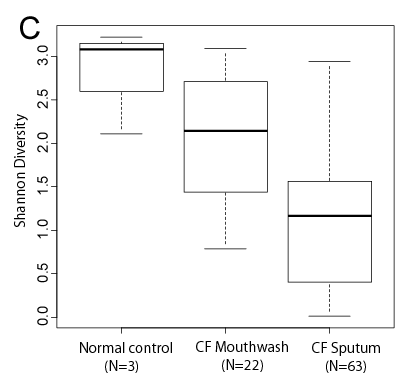 C
Shannon Diversity
3.0
2.5
2.0
1.5
1.0
0.5
0.0
Normal control CF Mouthwash CF Sputum
(N=3) (N=22) (N=63)